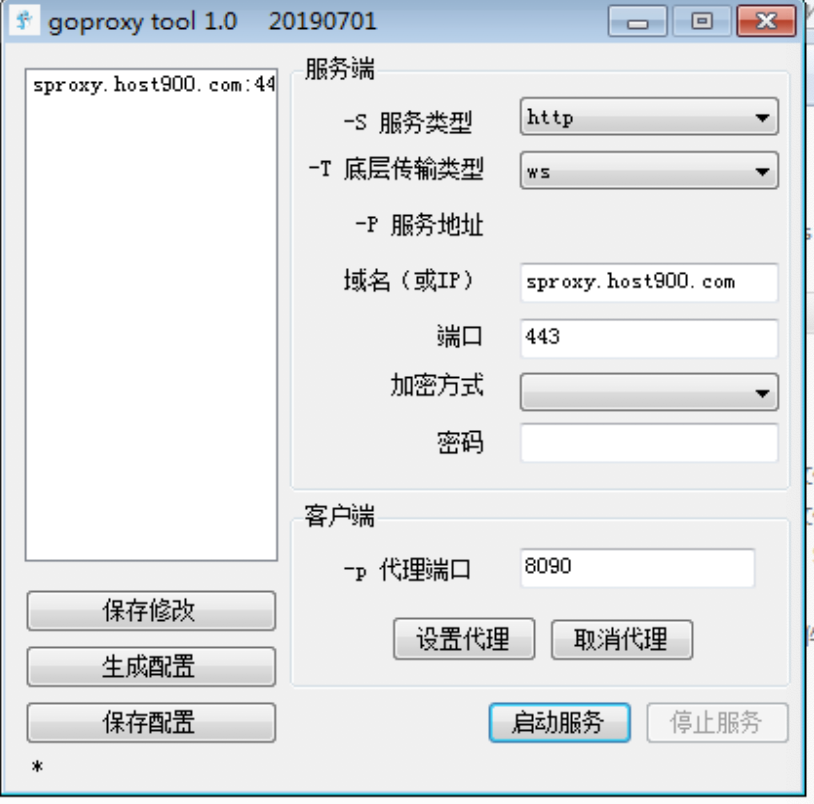 goproxy tool 1.0 20190701
sproxy.host900.com:44
服务端
-S 服务类型
http
-T 底层传输类型
ws
-P 服务地址
域名（或IP）
sproxy.host900.com
端口
443
加密方式
密码
客户端
-p 代理端口
8090
设置代理
取消代理
保存修改
生成配置
保存配置
启动服务
停止服务
*